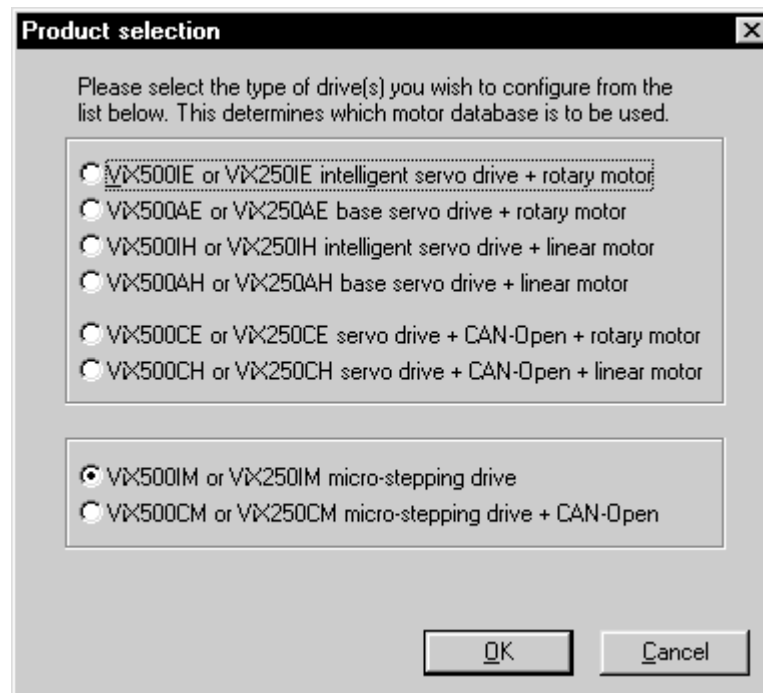 Product selection
Please select the type of drive(s) you wish to configure from the
list below. This determines which motor database is to be used.
ViX500IE or ViX250IE intelligent servo drive + rotary motor
ViX500AE or ViX250AE base servo drive + rotary motor
ViX500IH or ViX250IH intelligent servo drive + linear motor
ViX500AH or ViX250AH base servo drive + linear motor
ViX500CE or ViX250CE servo drive + CAN-Open + rotary motor
ViX500CH or ViX250CH servo drive + CAN-Open + linear motor
ViX500IM or ViX250IM micro-stepping drive
ViX500CM or ViX250CM micro-stepping drive + CAN-Open
OK
Cancel